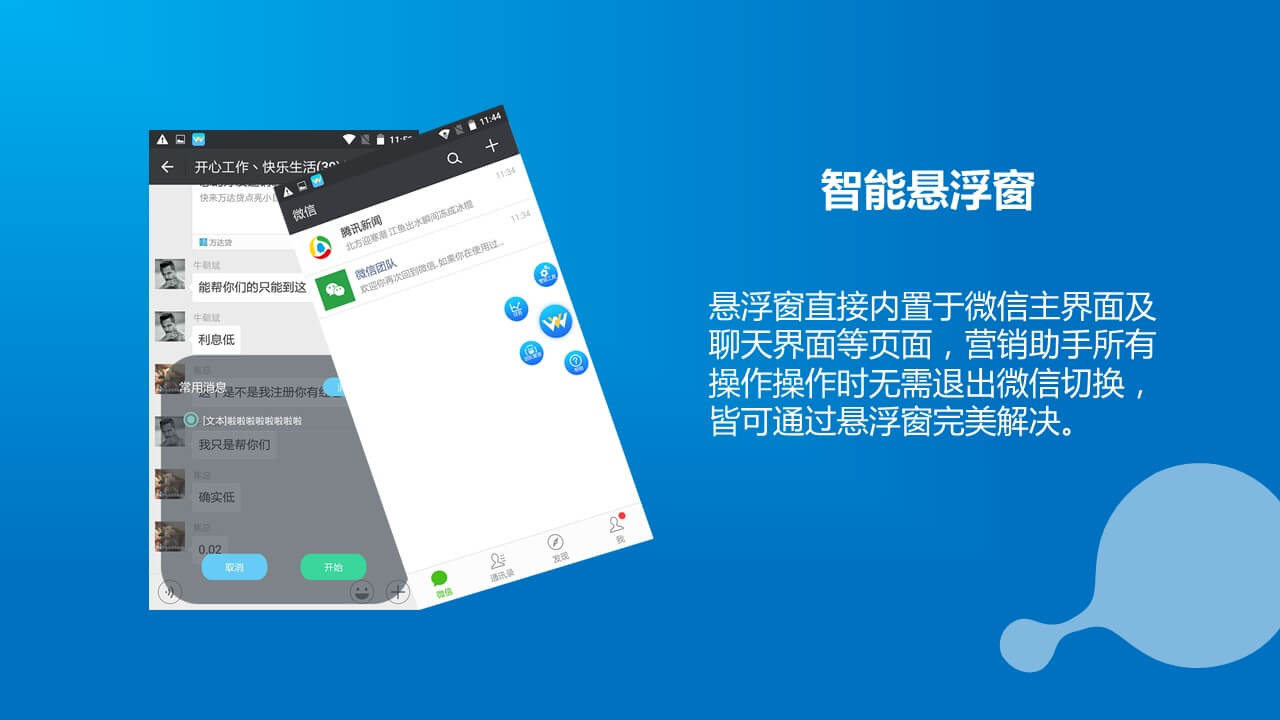 智能悬浮窗
悬浮窗直接内置于微信主界面及
聊天界面等页面，营销助手所有
操作操作时无需退出微信切换，
皆可通过悬浮窗完美解决。
开心工作、快乐生活(39)
快来万达贷点亮小
万达贷
牛朝斌
能帮你们的只能到这
牛朝斌
利息低
常用消息
是不是我注册你有
[文本]啦啦啦啦啦啦啦啦
我只是帮你们
确实低
0.02
取消
开始
11:44
微信
腾讯新闻
11:34
北方迎寒潮 江鱼出水瞬间冻成冰棍
微信团队
11:34
欢迎你再次回到微信. 如果你在使用过...
微信
通讯录
发现
我